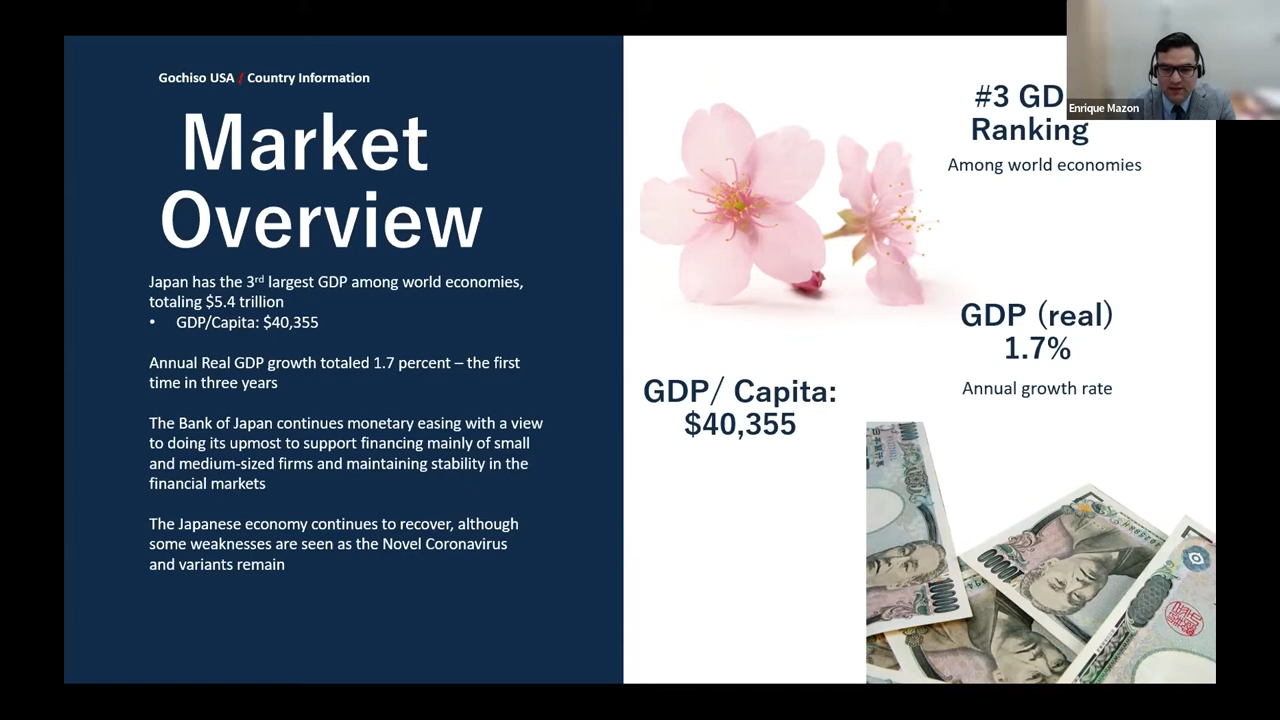 Gochiso USA / Country Information
Market
Overview
Japan has the 3rd largest GDP among world economies,
totaling $5.4 trillion
• GDP/Capita: $40,355
Annual Real GDP growth totaled 1.7 percent – the first
time in three years
The Bank of Japan continues monetary easing with a view
to doing its upmost to support financing mainly of small
and medium-sized firms and maintaining stability in the
financial markets
The Japanese economy continues to recover, although
some weaknesses are seen as the Novel Coronavirus
and variants remain
#3 GD
Ranking
Among world economies
GDP (real)
1.7%
Annual growth rate
GDP/ Capita:
$40,355
Enrique Mazon
10000
10000